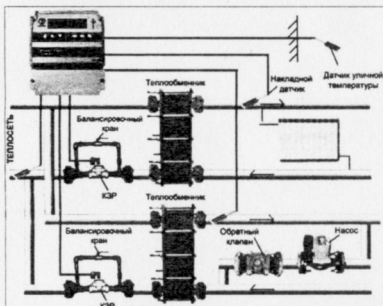 Теплообменник
Накладной
датчик
Датчик уличной
температуры
Балансировочный
кран
ТЕПЛОСЕТЬ
КЗР
Теплообменник
Обратный
клапан
Насос
Балансировочный
кран
КЗР